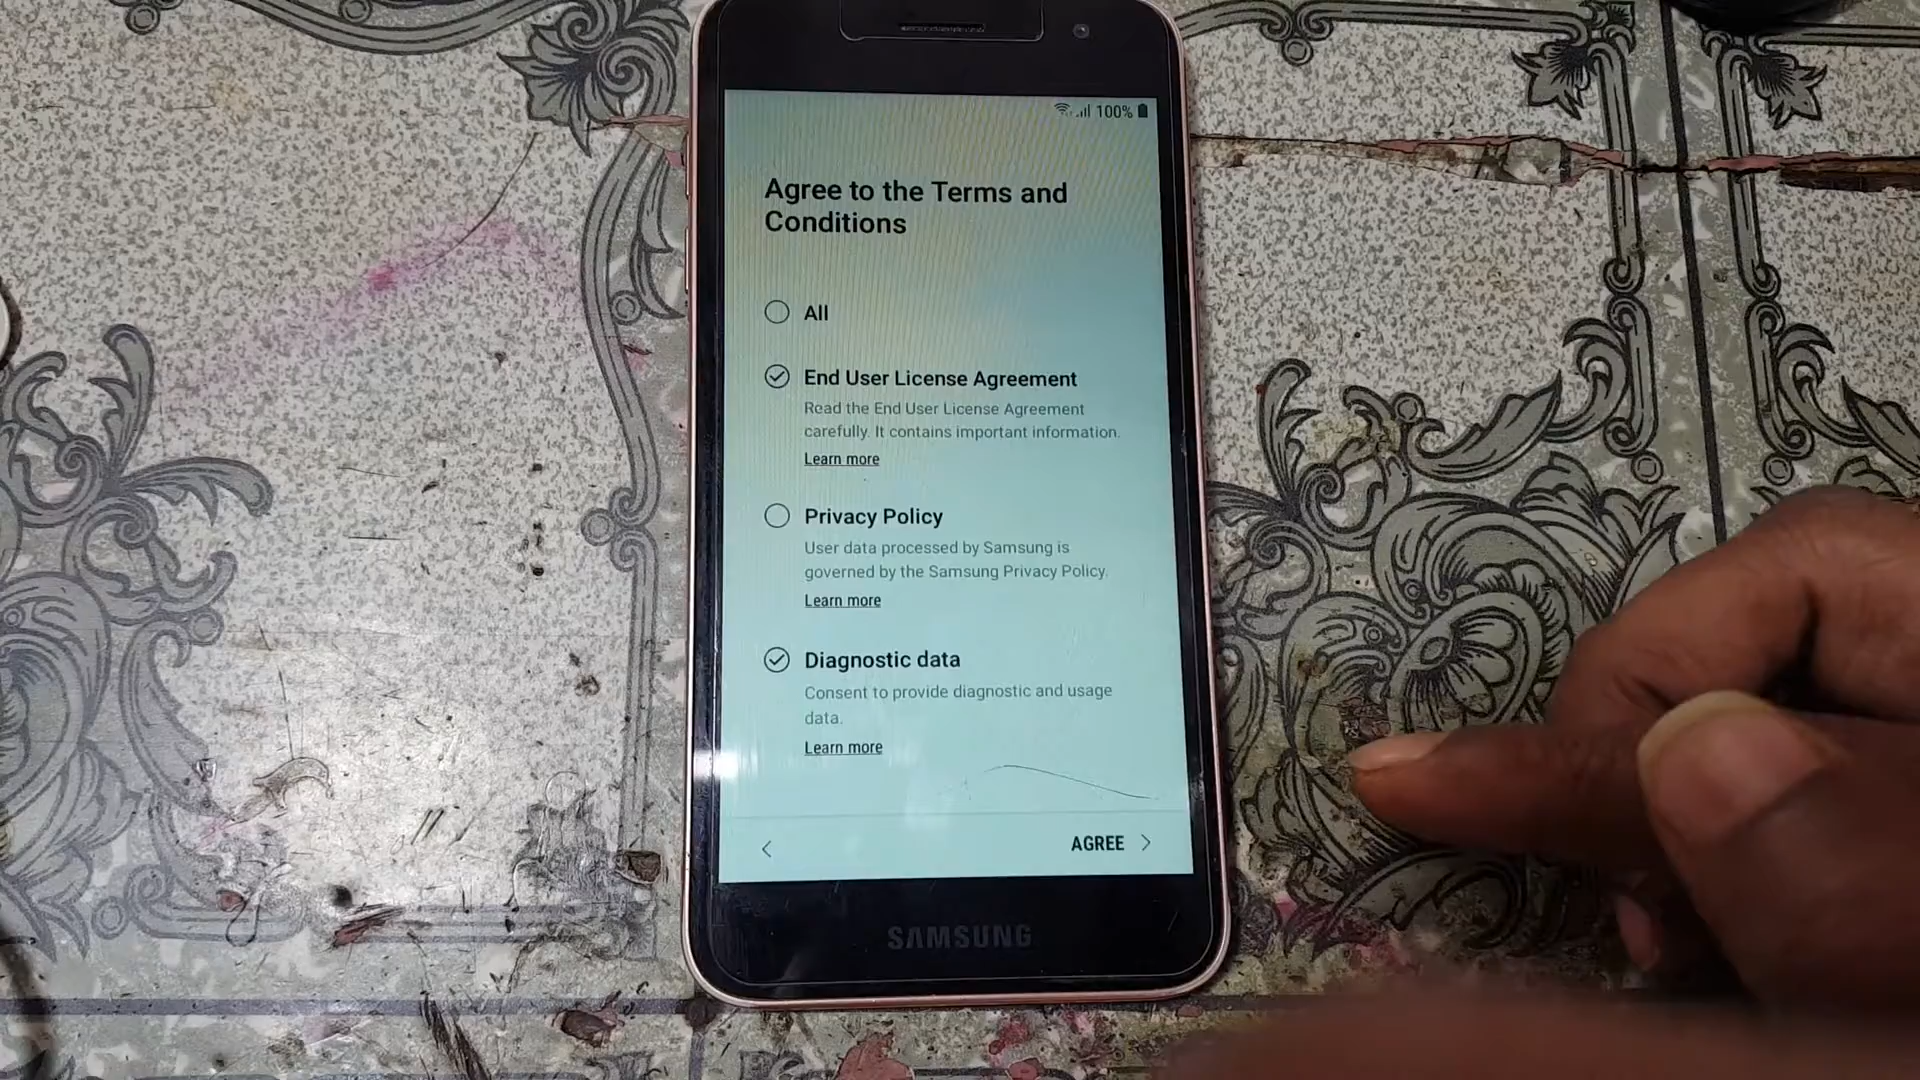 100%
Agree to the Terms and
Conditions
All
End User License Agreement
Read the End User License Agreement
carefully. It contains important information.
Learn more
Privacy Policy
User data processed by Samsung is
governed by the Samsung Privacy Policy.
Learn more
Diagnostic data
Consent to provide diagnostic and usage
data.
Learn more
AGREE
SAMSUNG